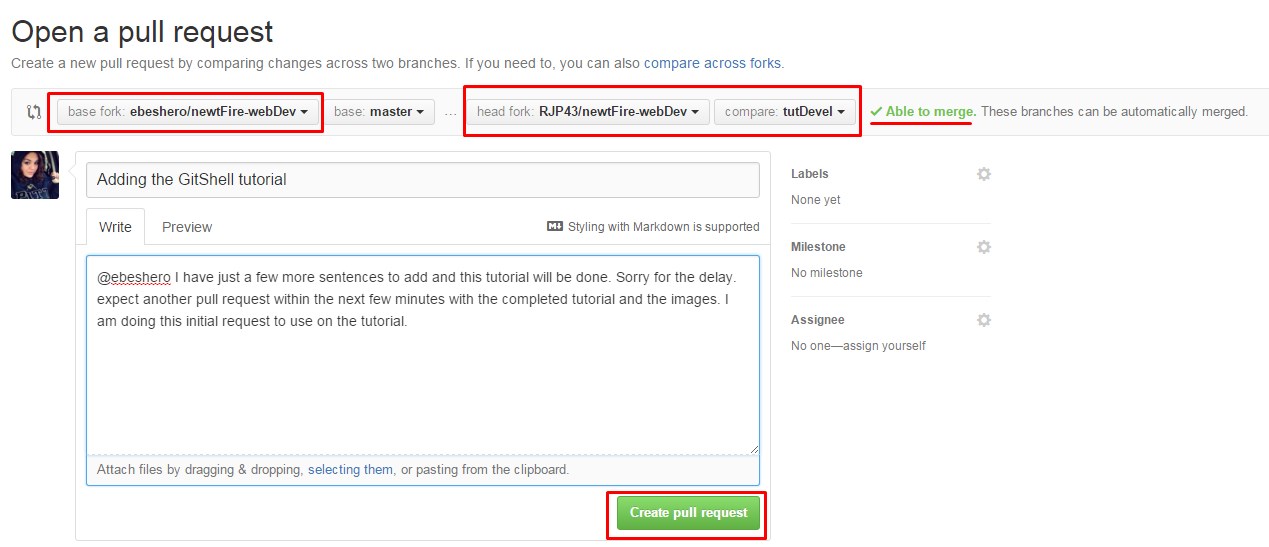 Open a pull request
Create a new pull request by comparing changes across two branches. If you need to, you can also compare across forks.
base fork: ebeshero/newtFire-webDev base: master ... head fork: RJP43/newtFire-webDev compare: tutDevel Able to merge. These branches can be automatically merged.
Adding the GitShell tutorial
Write Preview Styling with Markdown is supported
@ebeshero I have just a few more sentences to add and this tutorial will be done. Sorry for the delay.
expect another pull request within the next few minutes with the completed tutorial and the images. I
am doing this initial request to use on the tutorial.
Attach files by dragging & dropping, selecting them, or pasting from the clipboard.
Create pull request
Labels
None yet
Milestone
No milestone
Assignee
No one—assign yourself